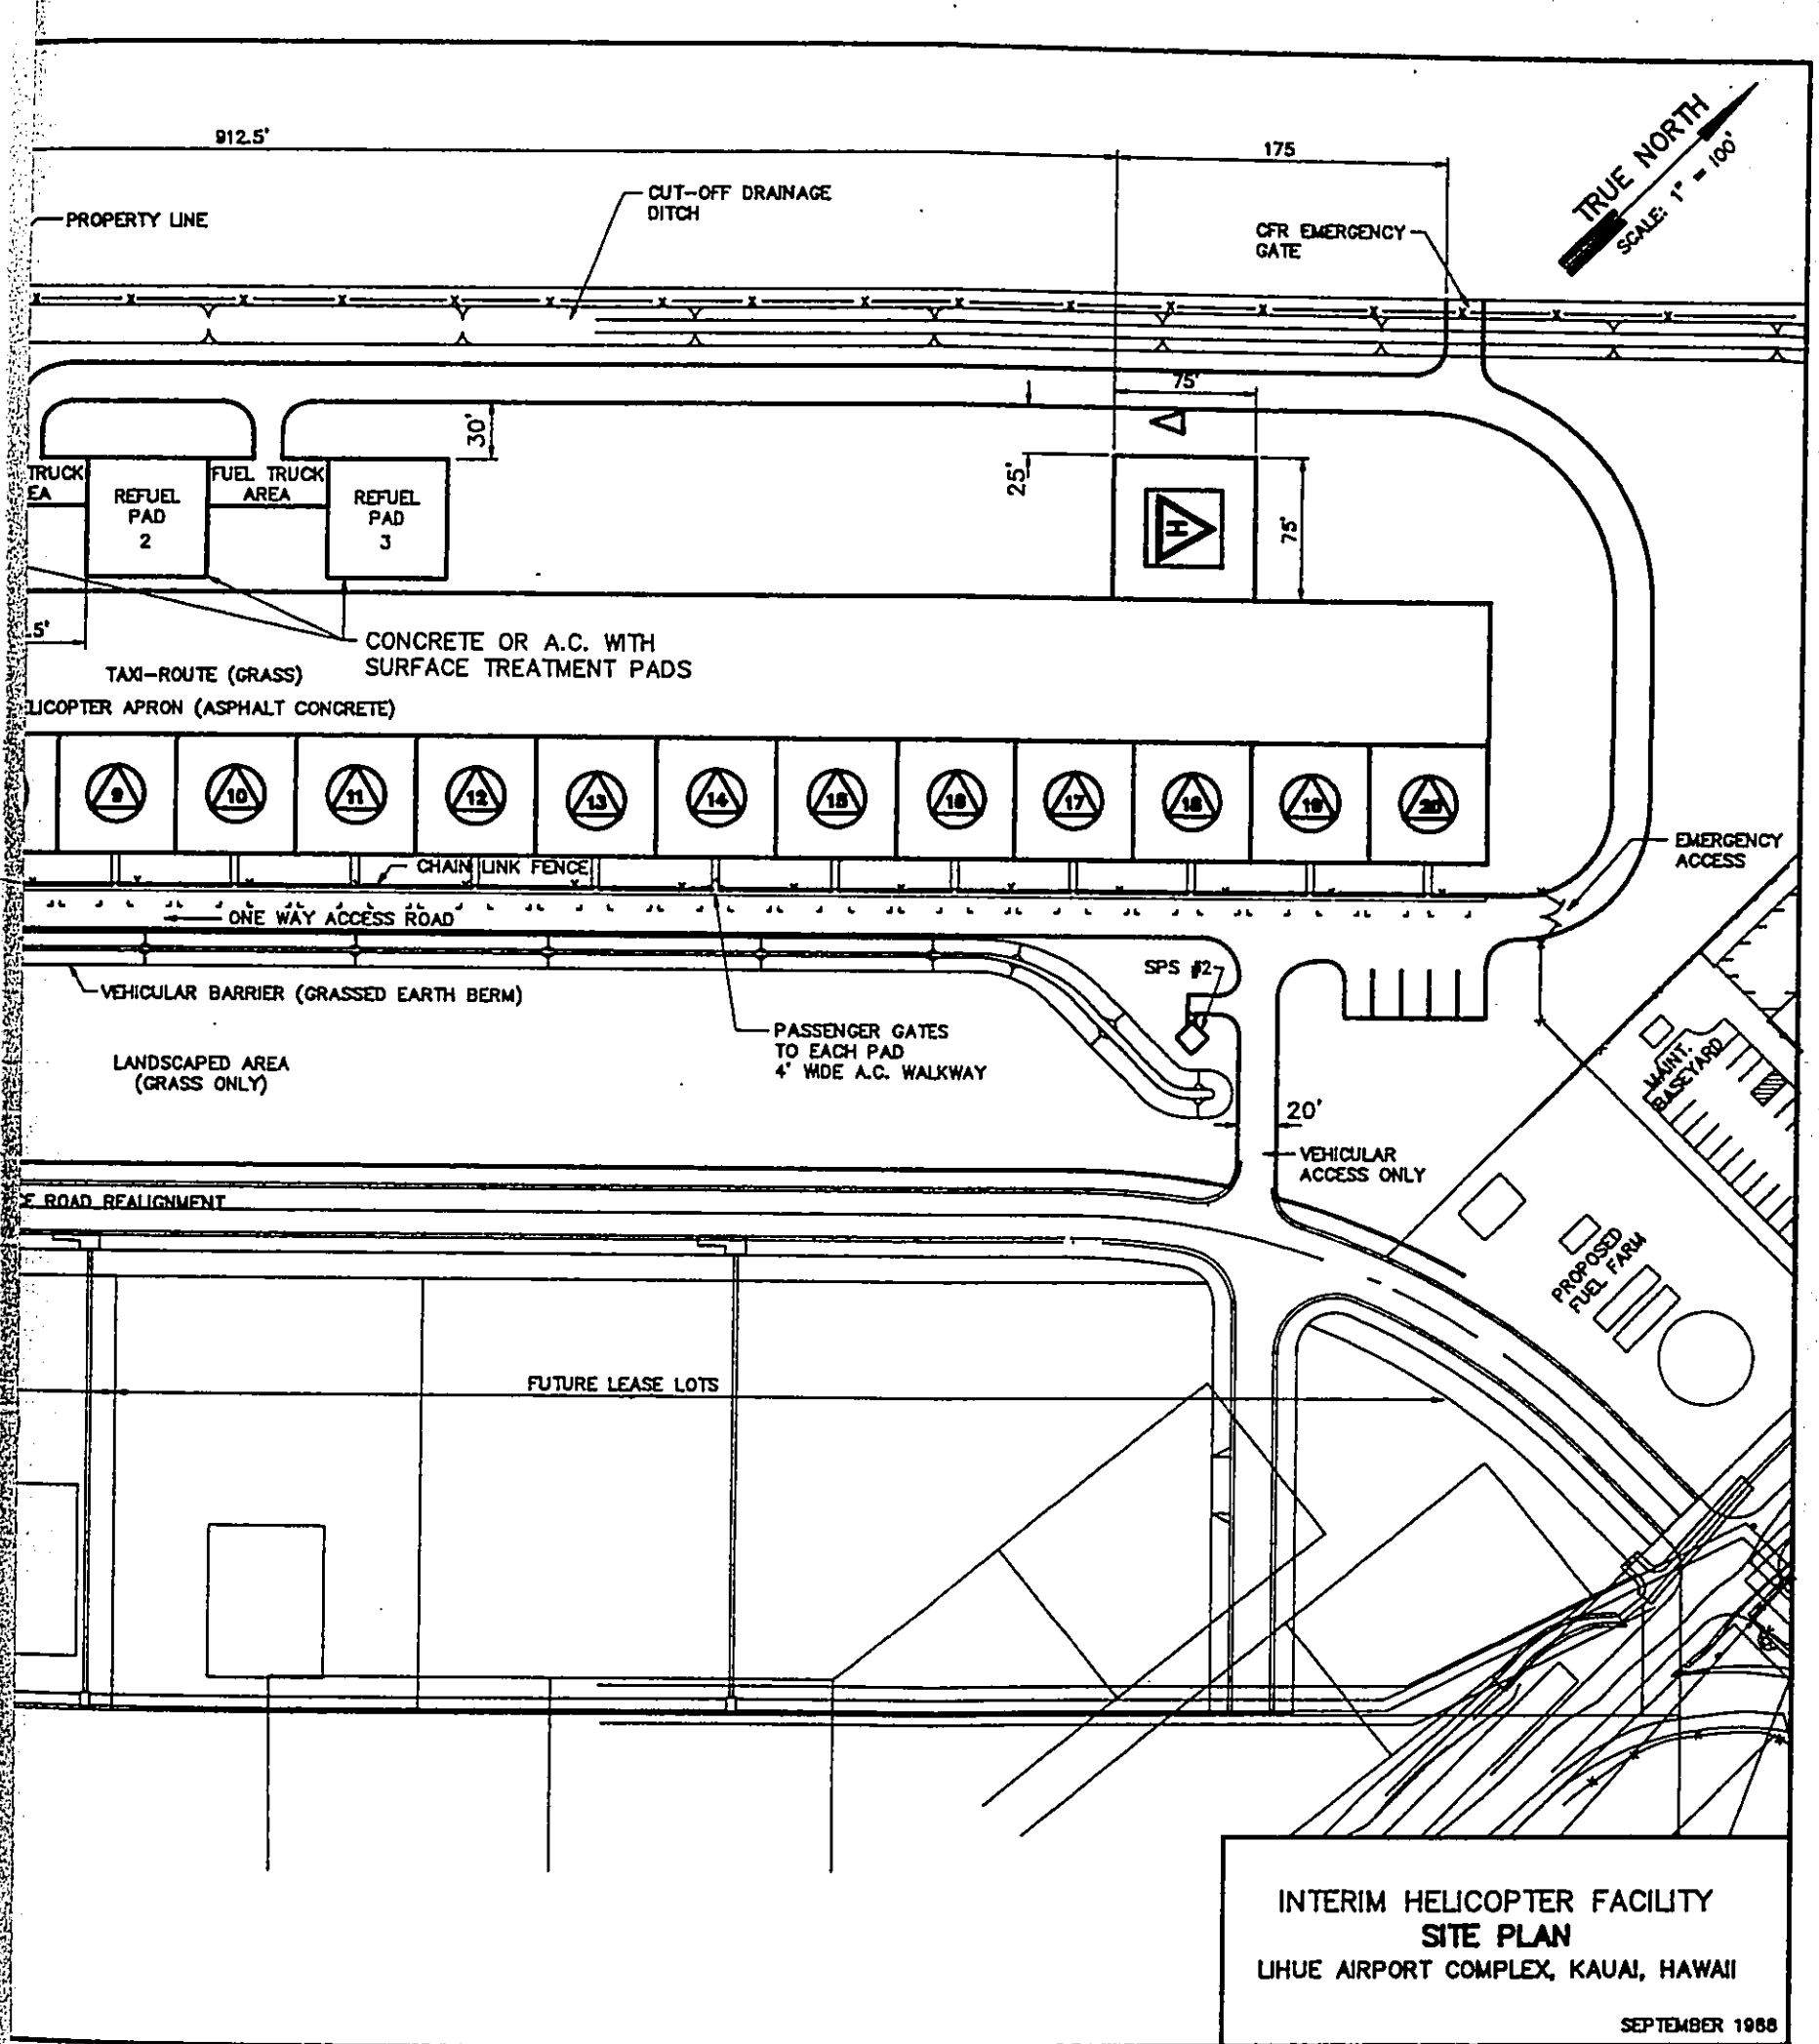 912.5'
175
TRUE NORTH
SCALE: 1" = 100'
PROPERTY LINE
CUT-OFF DRAINAGE
DITCH
CFR EMERGENCY
GATE
75'
30'
25'
75'
TRUCK
EA
REFUEL
PAD
2
FUEL TRUCK
AREA
REFUEL
PAD
3
H
.5'
CONCRETE OR A.C. WITH
SURFACE TREATMENT PADS
TAXI-ROUTE (GRASS)
LICOPTER APRON (ASPHALT CONCRETE)
9
10
11
12
13
14
15
16
17
18
19
20
EMERGENCY
ACCESS
CHAIN LINK FENCE
ONE WAY ACCESS ROAD
SPS #2
VEHICULAR BARRIER (GRASSED EARTH BERM)
PASSENGER GATES
TO EACH PAD
4' WIDE A.C. WALKWAY
LANDSCAPED AREA
(GRASS ONLY)
MAINT.
BASEYARD
20'
VEHICULAR
ACCESS ONLY
E ROAD REALIGNMENT
PROPOSED
FUEL FARM
FUTURE LEASE LOTS
INTERIM HELICOPTER FACILITY
SITE PLAN
LIHUE AIRPORT COMPLEX, KAUAI, HAWAII
SEPTEMBER 1988